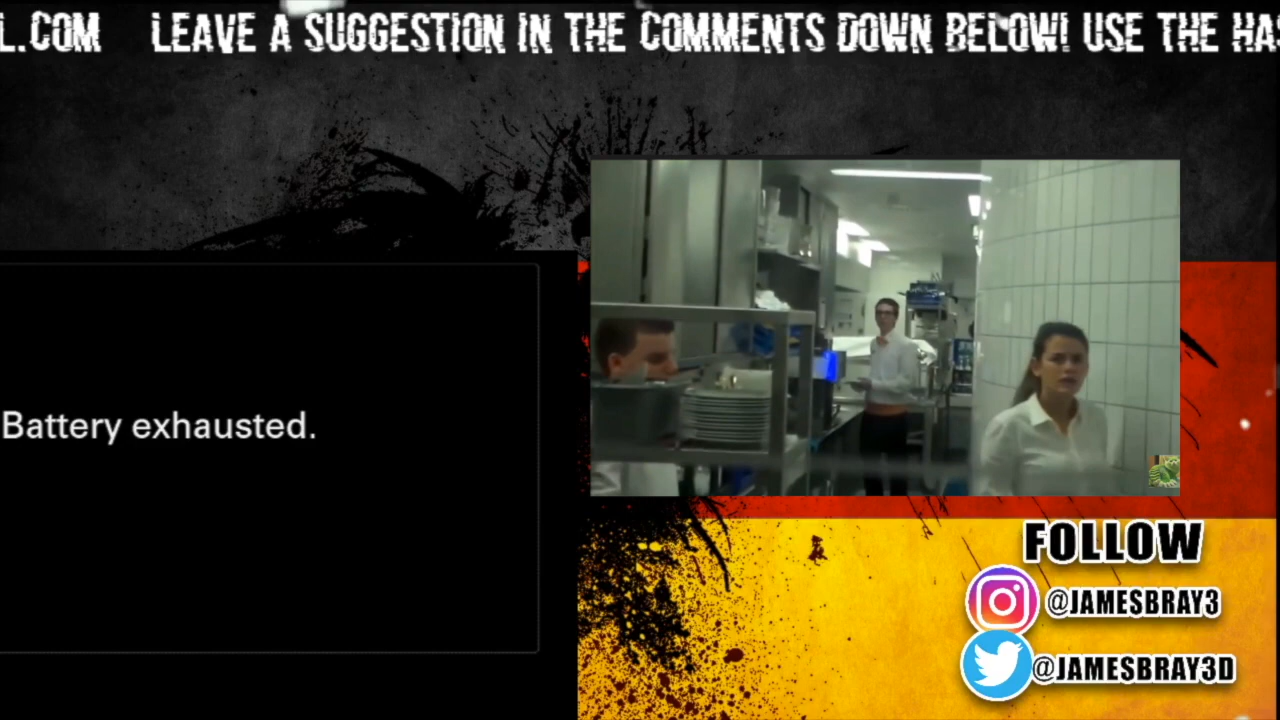 L.COM LEAVE A SUGGESTION IN THE COMMENTS DOWN BELOW! USE THE HAS
Battery exhausted.
FOLLOW
@JAMESBRAY3
@JAMESBRAY3D